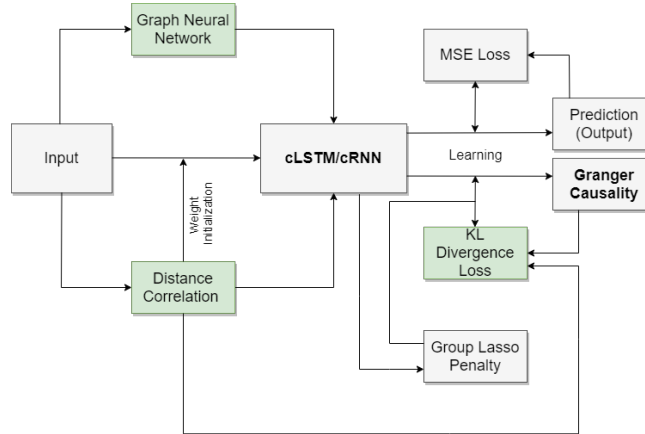 Graph Neural
Network
MSE Loss
Prediction
(Output)
Input
cLSTM/cRNN
Learning
Granger
Causality
Weight
Initialization
KL
Divergence
Loss
Distance
Correlation
Group Lasso
Penalty